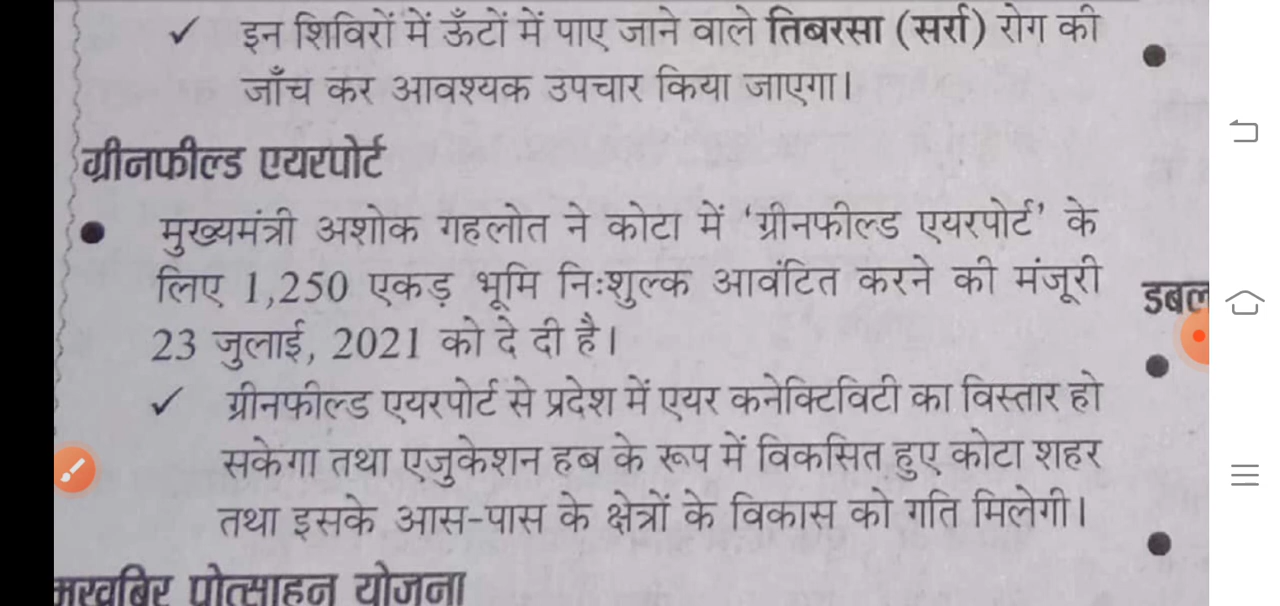 ✓ इन शिविरों में ऊँटों में पाए जाने वाले तिबरसा (सर्रा) रोग की
जाँच कर आवश्यक उपचार किया जाएगा।
ग्रीनफील्ड एयरपोर्ट
● मुख्यमंत्री अशोक गहलोत ने कोटा में ‘ग्रीनफील्ड एयरपोर्ट’ के
लिए 1,250 एकड़ भूमि निःशुल्क आवंटित करने की मंजूरी
23 जुलाई, 2021 को दे दी है।
✓ ग्रीनफील्ड एयरपोर्ट से प्रदेश में एयर कनेक्टिविटी का विस्तार हो
सकेगा तथा एजुकेशन हब के रूप में विकसित हुए कोटा शहर
तथा इसके आस-पास के क्षेत्रों के विकास को गति मिलेगी।
मुखबिर प्रोत्साहन योजना
डबल